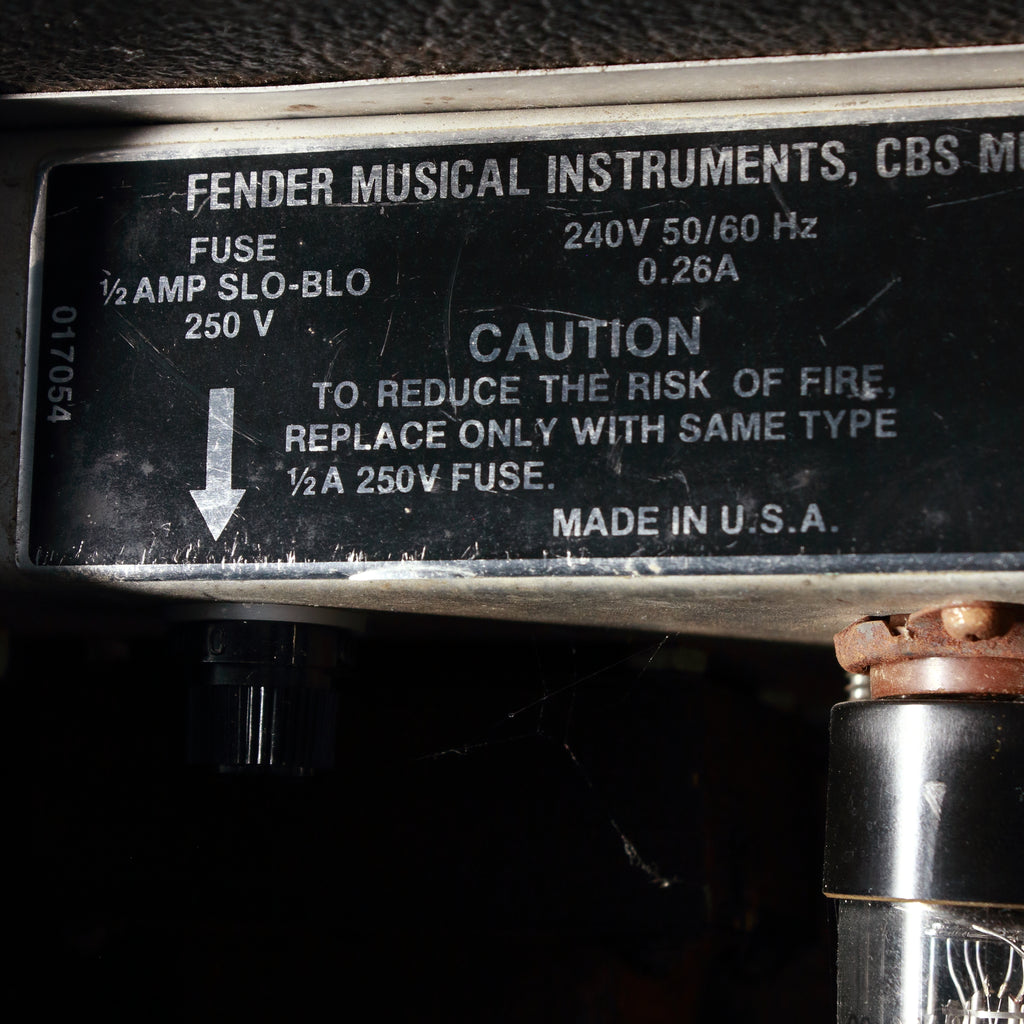 FENDER MUSICAL INSTRUMENTS, CBS
240V 50/60 Hz
0.26A
FUSE
½ AMP SLO-BLO
250 V
CAUTION
TO REDUCE THE RISK OF FIRE,
REPLACE ONLY WITH SAME TYPE
½A 250V FUSE.
MADE IN U.S.A.
017054